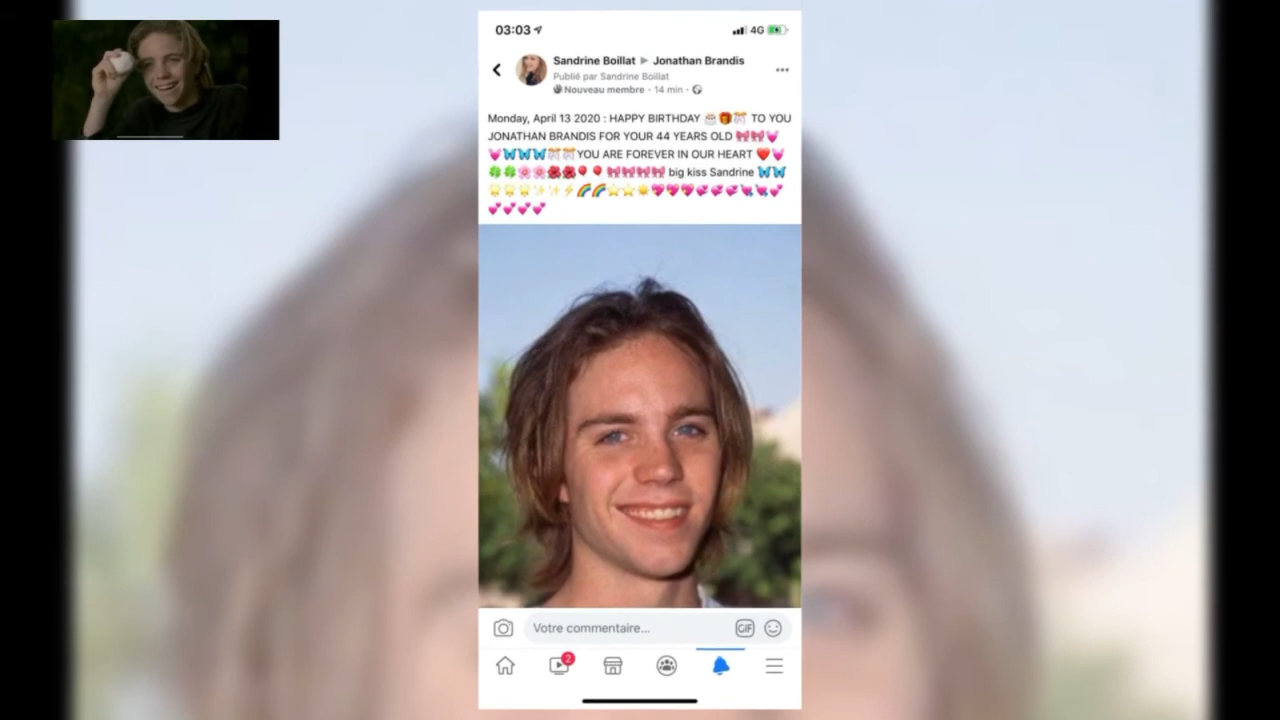 03:03
4G
Sandrine Boillat ▶ Jonathan Brandis
Publié par Sandrine Boillat
Nouveau membre · 14 min ·
Monday, April 13 2020 : HAPPY BIRTHDAY 🎂🎁🎊 TO YOU
JONATHAN BRANDIS FOR YOUR 44 YEARS OLD 🎀🎀💓
💓🦋🦋🦋🎊🎊YOU ARE FOREVER IN OUR HEART ❤️💓
🍀🍀🌸🌸🌺🌺🎈🎈🎀🎀🎀🎀 big kiss Sandrine 🦋🦋
🌟🌟🌟✨✨⚡🌈🌈⭐⭐☀️💖💖💖💞💞💞💘💘💕
💕💕💕💕
Votre commentaire...
GIF
2